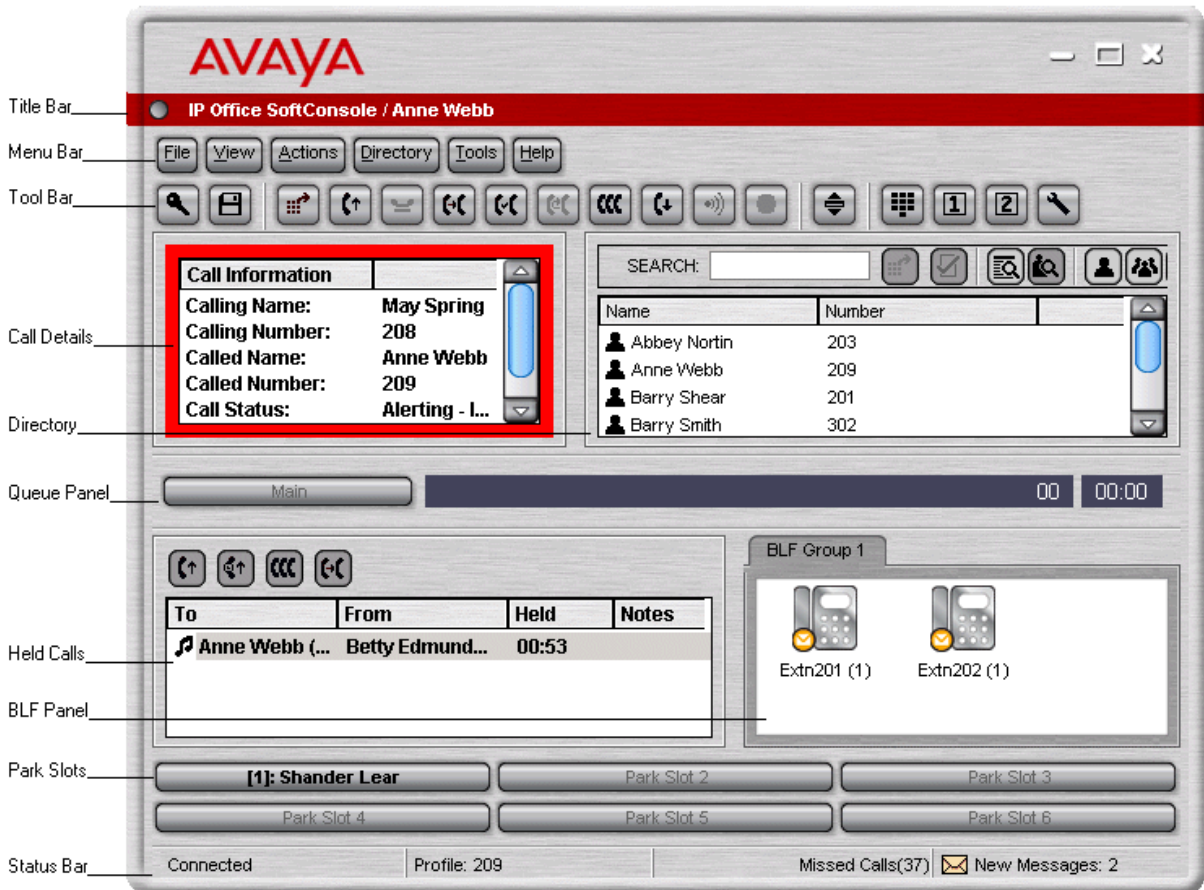 AVAYA
Title Bar
IP Office SoftConsole / Anne Webb
Menu Bar
File View Actions Directory Tools Help
Tool Bar
1 2
Call Details
Call Information
Calling Name: May Spring
Calling Number: 208
Called Name: Anne Webb
Called Number: 209
Call Status: Alerting - I...
Directory
SEARCH:
Name Number
Abbey Nortin 203
Anne Webb 209
Barry Shear 201
Barry Smith 302
Queue Panel
Main 00 00:00
Held Calls
To From Held Notes
Anne Webb (... Betty Edmund... 00:53
BLF Panel
BLF Group 1
Extn201 (1) Extn202 (1)
Park Slots
[1]: Shander Lear Park Slot 2 Park Slot 3
Park Slot 4 Park Slot 5 Park Slot 6
Status Bar
Connected Profile: 209 Missed Calls(37) New Messages: 2